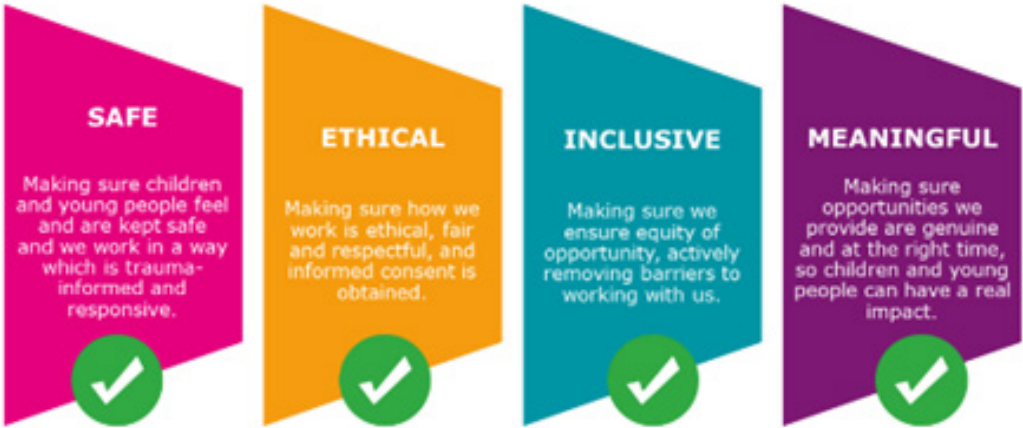 SAFE
Making sure children
and young people feel
and are kept safe
and we work in a way
which is trauma-
informed and
responsive.
ETHICAL
Making sure how we
work is ethical, fair
and respectful, and
informed consent is
obtained.
INCLUSIVE
Making sure we
ensure equity of
opportunity, actively
removing barriers to
working with us.
MEANINGFUL
Making sure
opportunities we
provide are genuine
and at the right time,
so children and young
people can have a real
impact.